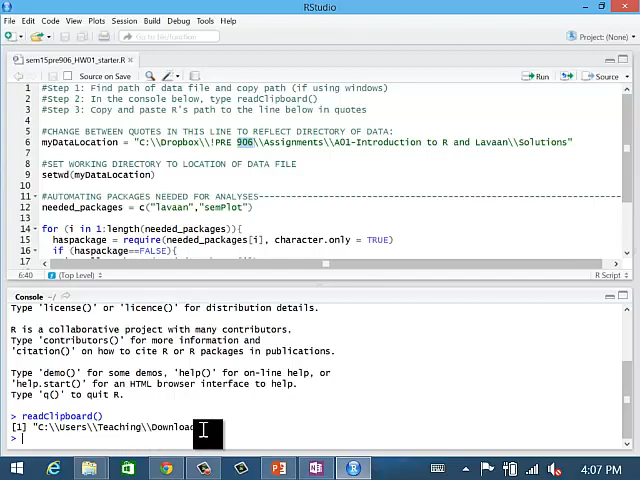 RStudio
File Edit Code View Plots Session Build Debug Tools Help
Go to file/function
Project: (None)
sem15pre906_HW01_starter.R
Source on Save
Run
Source
1 #Step 1: Find path of data file and copy path (if using windows)
2 #Step 2: In the console below, type readClipboard()
3 #Step 3: Copy and paste R's path to the line below in quotes
4
5 #CHANGE BETWEEN QUOTES IN THIS LINE TO REFLECT DIRECTORY OF DATA:
6 myDataLocation = "C:\\Dropbox\\!PRE 906\\Assignments\\A01-Introduction to R and Lavaan\\Solutions"
7
8 #SET WORKING DIRECTORY TO LOCATION OF DATA FILE
9 setwd(myDataLocation)
10
11 #AUTOMATING PACKAGES NEEDED FOR ANALYSES--------------------------------------------------------------------
12 needed_packages = c("lavaan","semPlot")
13
14 for (i in 1:length(needed_packages)){
15 haspackage = require(needed_packages[i], character.only = TRUE)
16 if (haspackage==FALSE){
17
6:40 (Top Level)
R Script
Console ~/
Type 'license()' or 'licence()' for distribution details.
R is a collaborative project with many contributors.
Type 'contributors()' for more information and
'citation()' on how to cite R or R packages in publications.
Type 'demo()' for some demos, 'help()' for on-line help, or
'help.start()' for an HTML browser interface to help.
Type 'q()' to quit R.
> readClipboard()
[1] "C:\\Users\\Teaching\\Download
>
4:07 PM